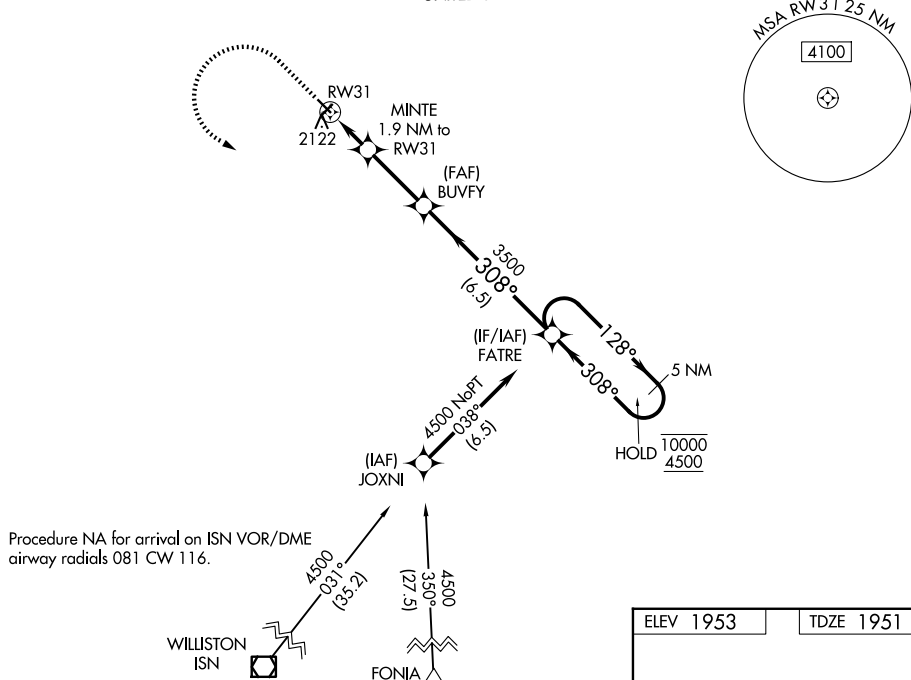 MSA RW31 25 NM
4100
RW31
2122
MINTE
1.9 NM to
RW31
(FAF)
BUVFY
3500
308°
(6.5)
(IF/IAF)
FATRE
128°
308°
5 NM
HOLD
10000
4500
4500 NoPT
038°
(6.5)
(IAF)
JOXNI
Procedure NA for arrival on ISN VOR/DME
airway radials 081 CW 116.
4500
031°
(35.2)
4500
350°
(27.5)
WILLISTON
ISN
FONIA
ELEV 1953
TDZE 1951